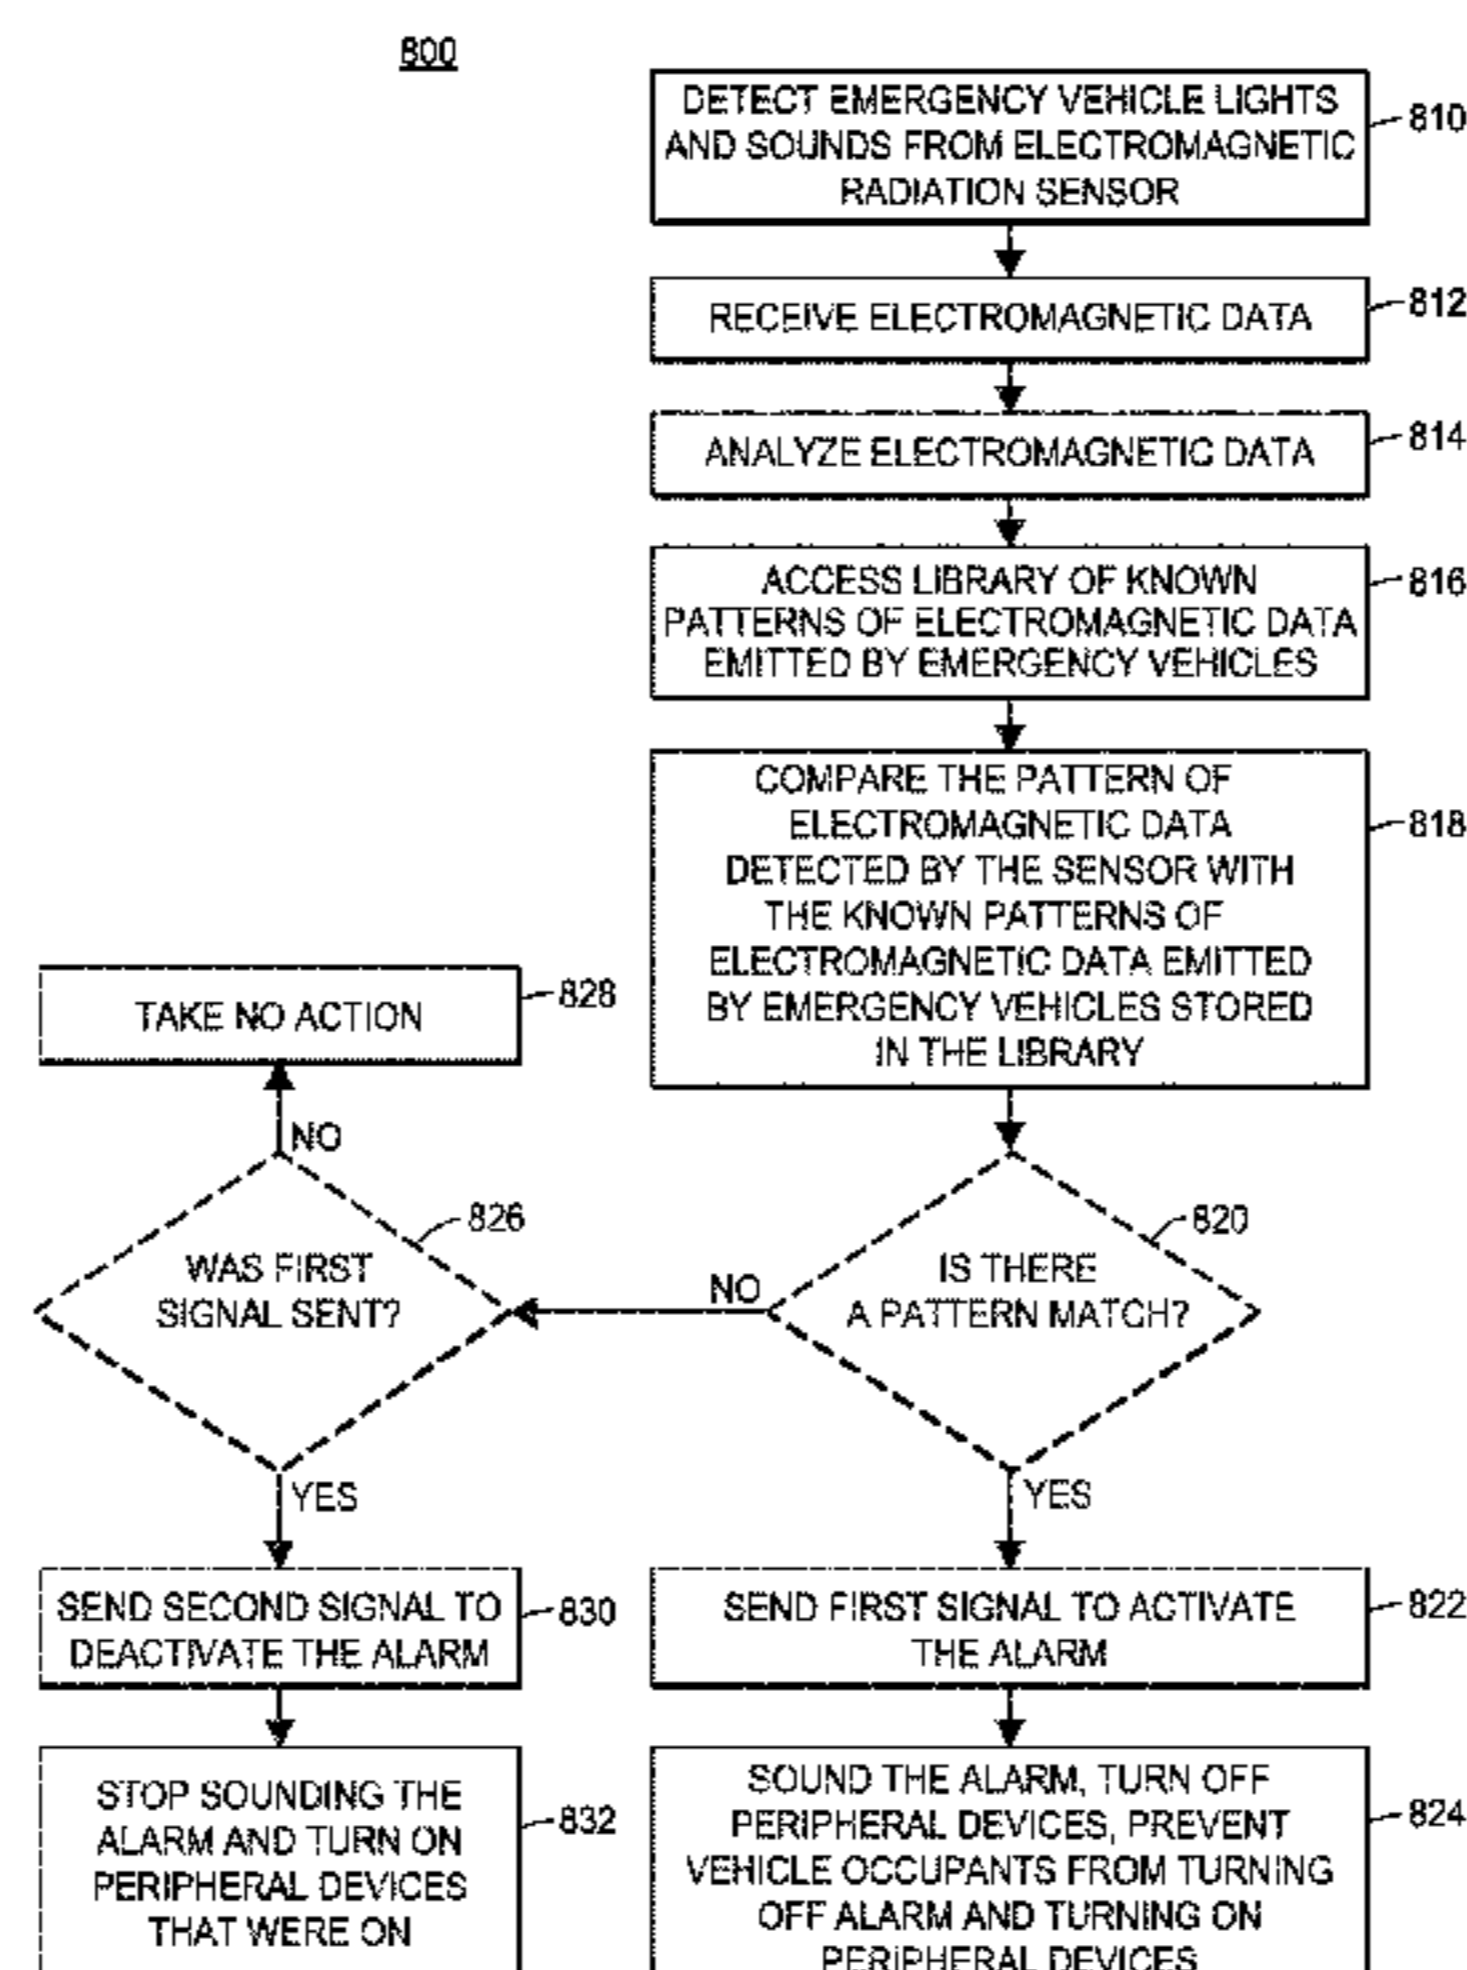 800
DETECT EMERGENCY VEHICLE LIGHTS
AND SOUNDS FROM ELECTROMAGNETIC
RADIATION SENSOR
810
RECEIVE ELECTROMAGNETIC DATA
812
ANALYZE ELECTROMAGNETIC DATA
814
ACCESS LIBRARY OF KNOWN
PATTERNS OF ELECTROMAGNETIC DATA
EMITTED BY EMERGENCY VEHICLES
816
COMPARE THE PATTERN OF
ELECTROMAGNETIC DATA
DETECTED BY THE SENSOR WITH
THE KNOWN PATTERNS OF
ELECTROMAGNETIC DATA EMITTED
BY EMERGENCY VEHICLES STORED
IN THE LIBRARY
818
TAKE NO ACTION
828
NO
WAS FIRST
SIGNAL SENT?
826
NO
IS THERE
A PATTERN MATCH?
820
YES
YES
SEND SECOND SIGNAL TO
DEACTIVATE THE ALARM
830
SEND FIRST SIGNAL TO ACTIVATE
THE ALARM
822
STOP SOUNDING THE
ALARM AND TURN ON
PERIPHERAL DEVICES
THAT WERE ON
832
SOUND THE ALARM, TURN OFF
PERIPHERAL DEVICES, PREVENT
VEHICLE OCCUPANTS FROM TURNING
OFF ALARM AND TURNING ON
PERIPHERAL DEVICES
824